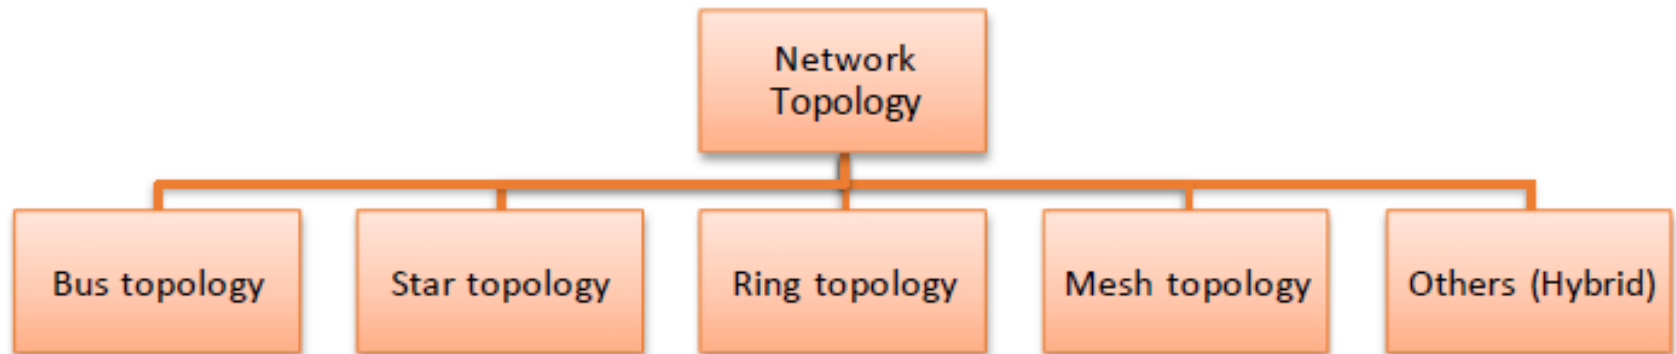 Network
Topology
Bus topology
Star topology
Ring topology
Mesh topology
Others (Hybrid)